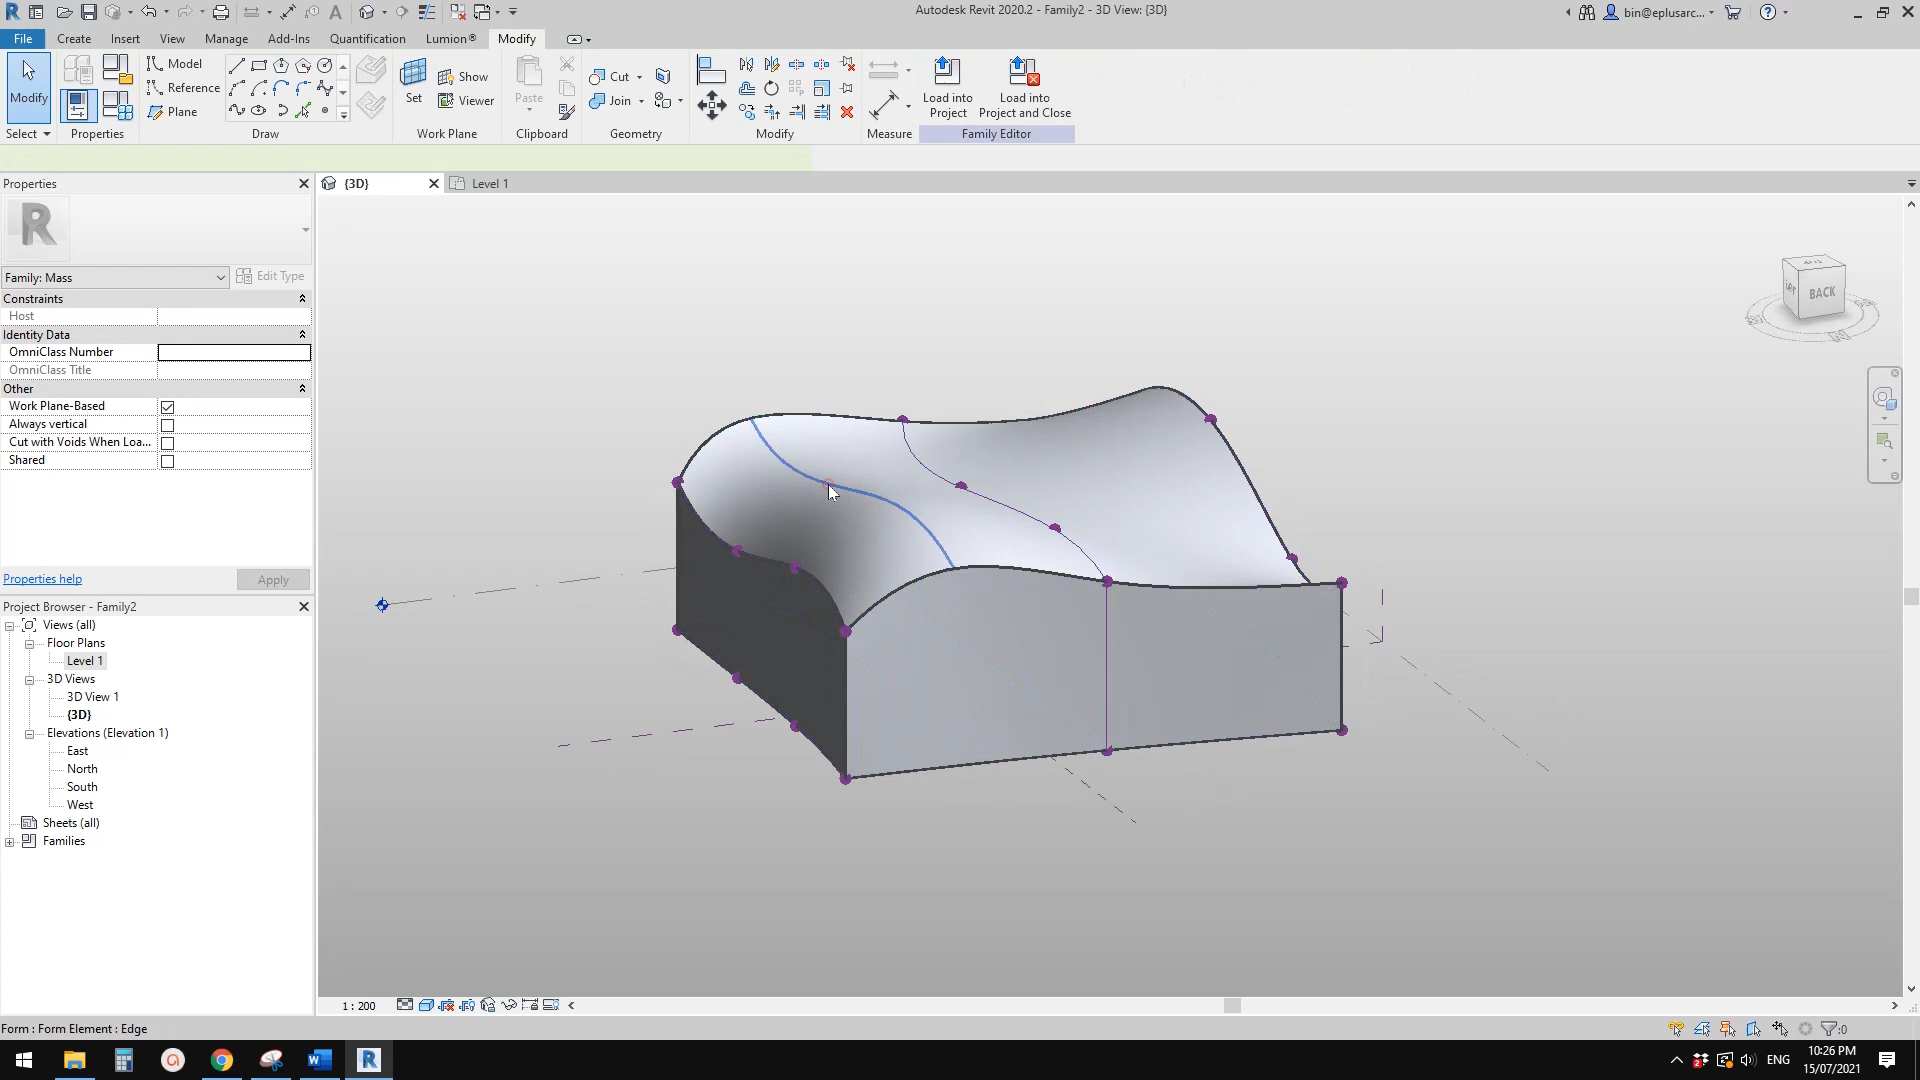 Autodesk Revit 2020.2 - Family2 - 3D View: {3D}
bin@eplusarc...
File Create Insert View Manage Add-Ins Quantification Lumion® Modify
Modify
Model
Reference
Plane
Set
Show
Viewer
Paste
Cut
Join
Load into
Project
Load into
Project and Close
Select
Properties
Draw
Work Plane
Clipboard
Geometry
Modify
Measure
Family Editor
Properties
{3D}
Level 1
R
Family: Mass
Edit Type
Constraints
Host
Identity Data
OmniClass Number
OmniClass Title
Other
Work Plane-Based
Always vertical
Cut with Voids When Loa...
Shared
Properties help
Apply
Project Browser - Family2
Views (all)
Floor Plans
Level 1
3D Views
3D View 1
{3D}
Elevations (Elevation 1)
East
North
South
West
Sheets (all)
Families
BACK
1 : 200
Form : Form Element : Edge
:0
ENG
10:26 PM
15/07/2021